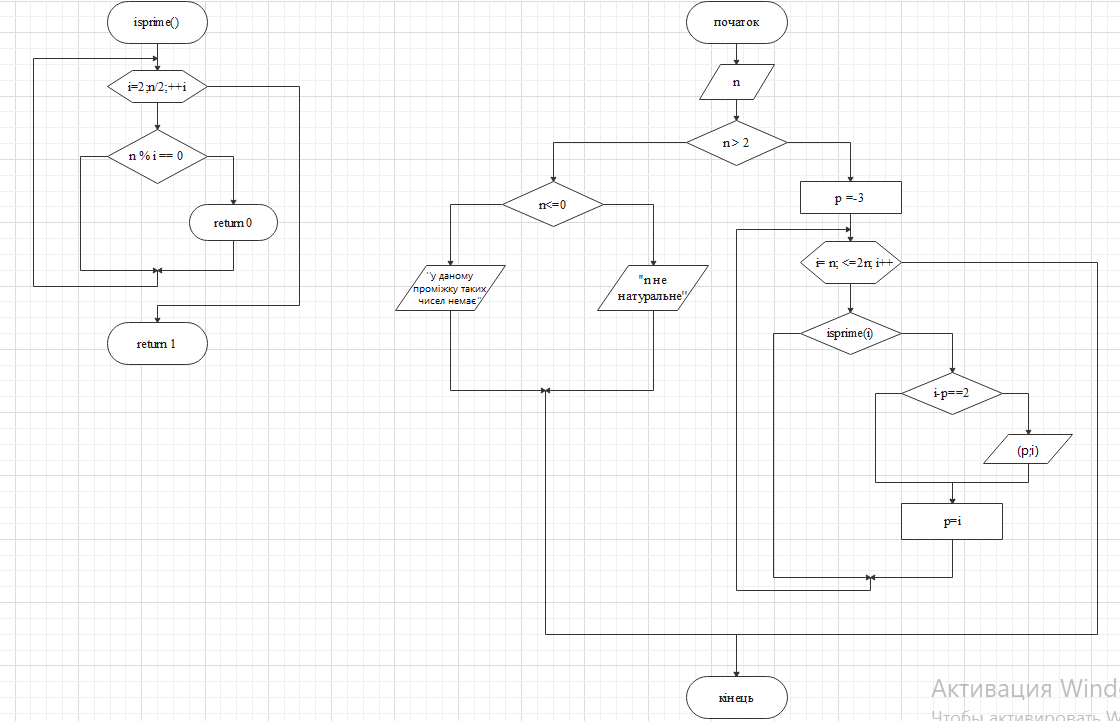 isprime()
i=2;n/2;++i
n % i == 0
return 0
return 1
початок
n
n > 2
n<=0
"у даному
проміжку таких
чисел немає"
"n не
натуральне"
p =-3
i= n; <=2n; i++
isprime(i)
i-p==2
(p;i)
p=i
кінець
Активация Wind
Чтобы активировать W